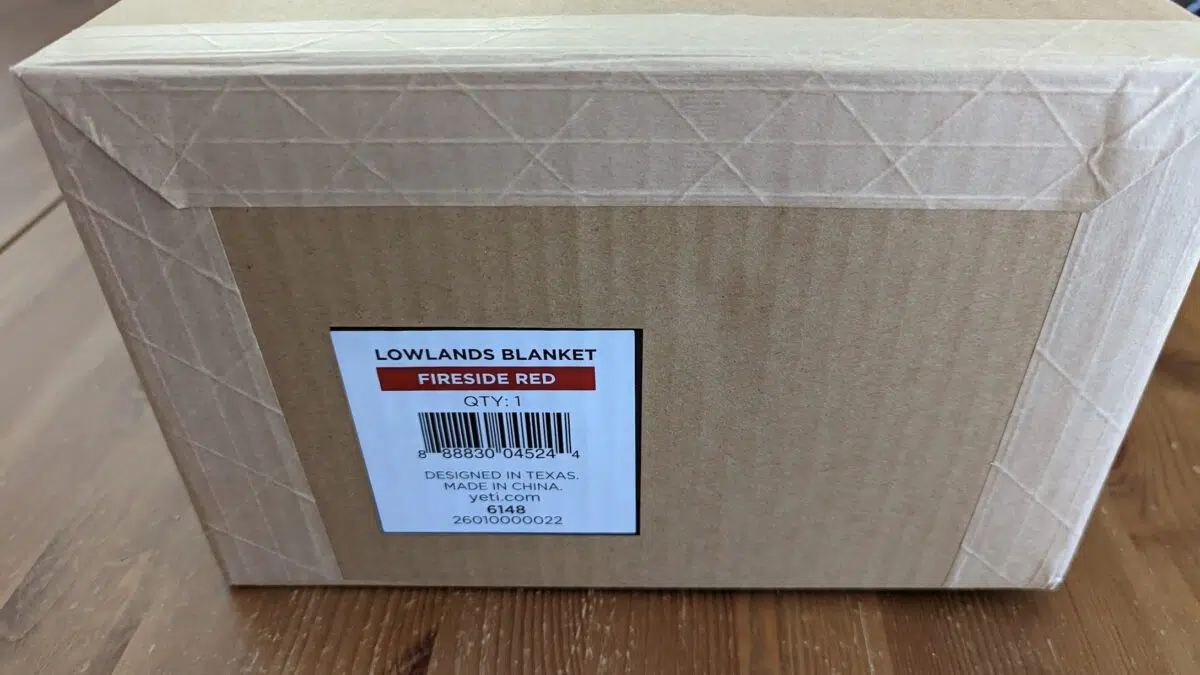 LOWLANDS BLANKET
FIRESIDE RED
QTY: 1
8 88830 04524 4
DESIGNED IN TEXAS.
MADE IN CHINA.
yeti.com
6148
26010000022